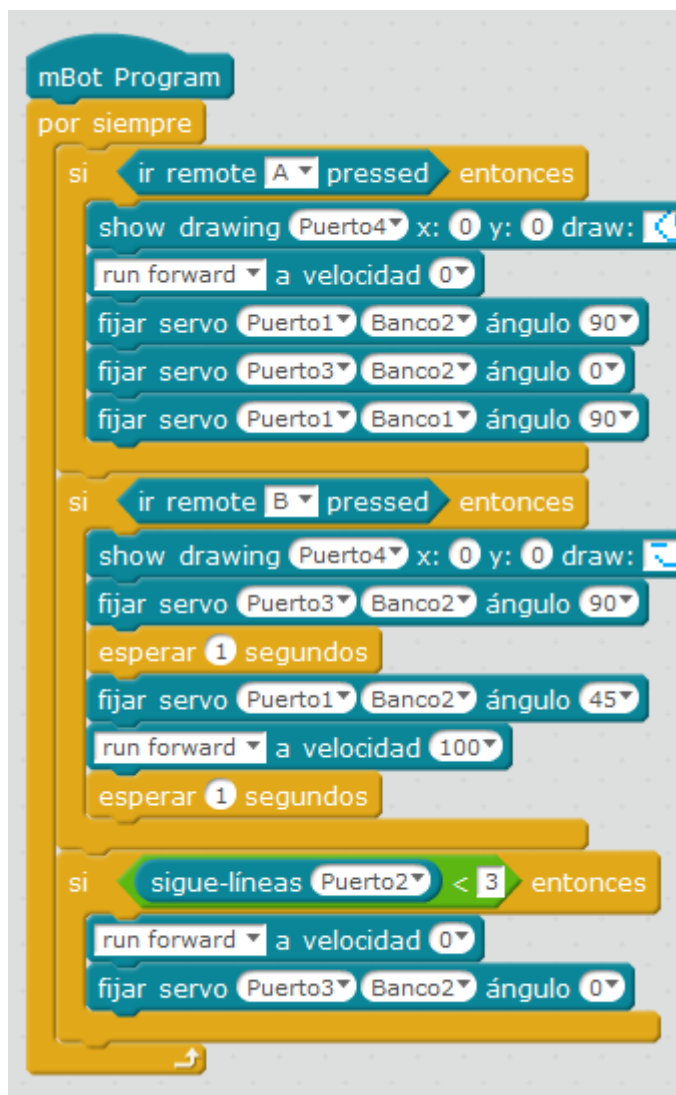 mBot Program
por siempre
si ir remote A pressed entonces
show drawing Puerto4 x: 0 y: 0 draw:
run forward a velocidad 0
fijar servo Puerto1 Banco2 ángulo 90
fijar servo Puerto3 Banco2 ángulo 0
fijar servo Puerto1 Banco1 ángulo 90
si ir remote B pressed entonces
show drawing Puerto4 x: 0 y: 0 draw:
fijar servo Puerto3 Banco2 ángulo 90
esperar 1 segundos
fijar servo Puerto1 Banco2 ángulo 45
run forward a velocidad 100
esperar 1 segundos
si sigue-líneas Puerto2 < 3 entonces
run forward a velocidad 0
fijar servo Puerto3 Banco2 ángulo 0